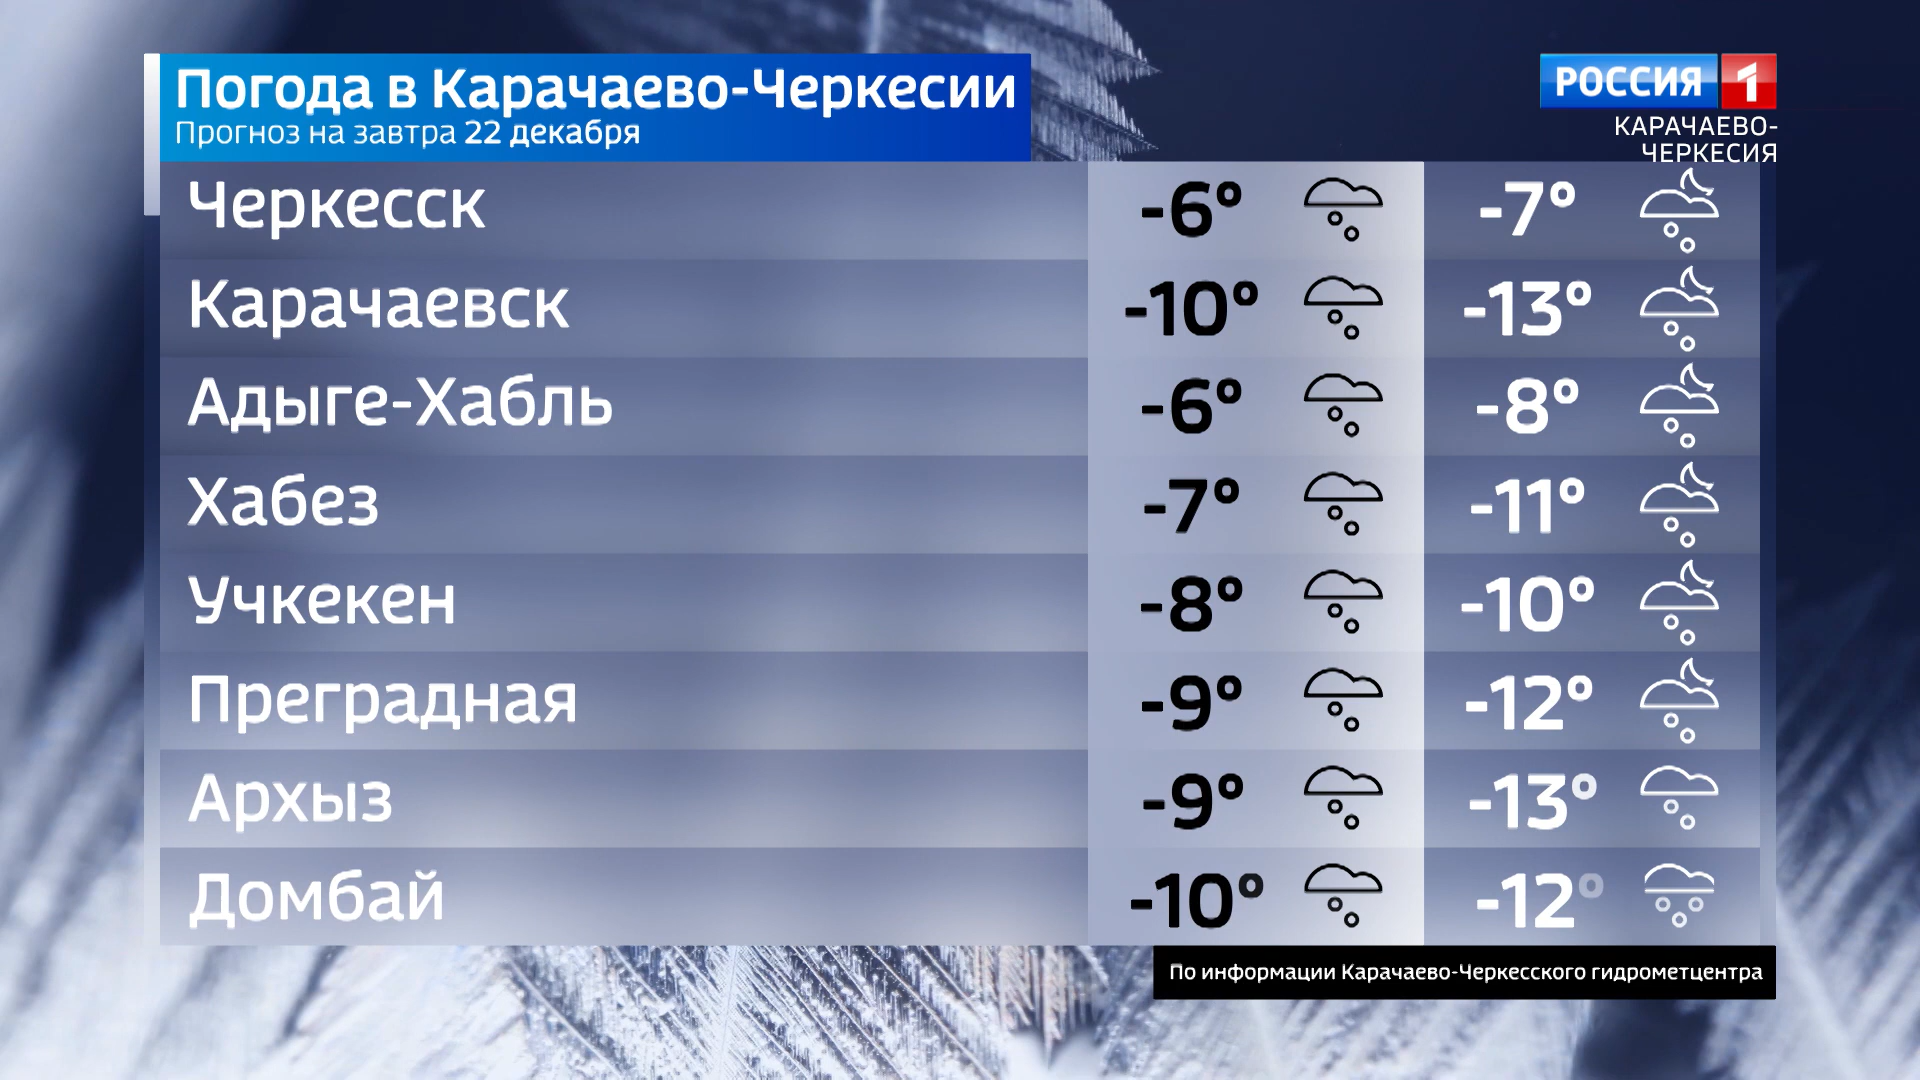 Погода в Карачаево-Черкесии
Прогноз на завтра 22 декабря
РОССИЯ 1
КАРАЧАЕВО-
ЧЕРКЕСИЯ
Черкесск -6° -7°
Карачаевск -10° -13°
Адыге-Хабль -6° -8°
Хабез -7° -11°
Учкекен -8° -10°
Преградная -9° -12°
Архыз -9° -13°
Домбай -10° -12°
По информации Карачаево-Черкесского гидрометцентра